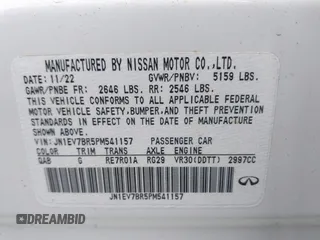 MANUFACTURED BY NISSAN MOTOR CO.,LTD.
DATE: 11/22 GVWR/PNBV: 5159 LBS.
GAWR/PNBE FR: 2646 LBS. RR: 2546 LBS.
THIS VEHICLE CONFORMS TO ALL APPLICABLE
FEDERAL MOTOR VEHICLE SAFETY,BUMPER,AND THEFT PREVENTION
STANDARDS IN EFFECT ON THE DATE OF
MANUFACTURE SHOWN ABOVE.
V.I.N: JN1EV7BR5PM541157 PASSENGER CAR
COLOR TRIM TRANS AXLE ENGINE
QAB G RE7R01A RG29 VR30(DDTT) 2997CC
JN1EV7BR5PM541157
INFINITI
DREAMBID